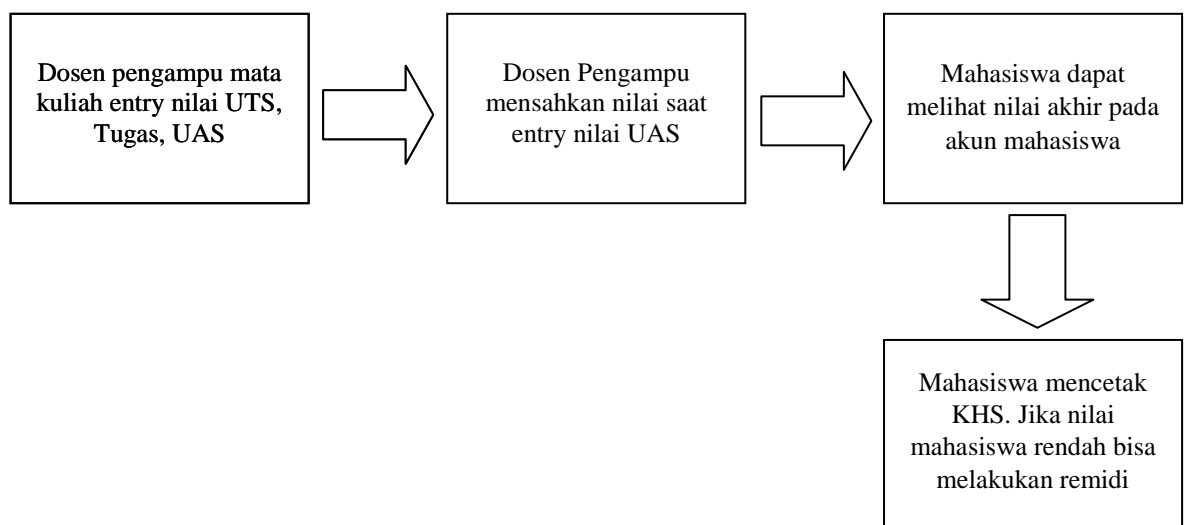 Dosen pengampu mata
kuliah entry nilai UTS,
Tugas, UAS
Dosen Pengampu
mensahkan nilai saat
entry nilai UAS
Mahasiswa dapat
melihat nilai akhir pada
akun mahasiswa
Mahasiswa mencetak
KHS. Jika nilai
mahasiswa rendah bisa
melakukan remidi